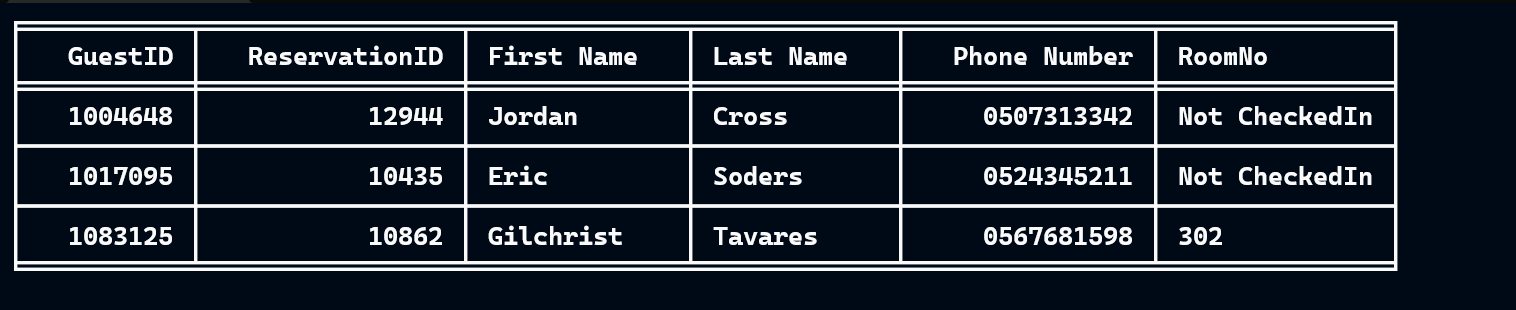 GuestID ReservationID First Name Last Name Phone Number RoomNo
1004648 12944 Jordan Cross 0507313342 Not CheckedIn
1017095 10435 Eric Soders 0524345211 Not CheckedIn
1083125 10862 Gilchrist Tavares 0567681598 302